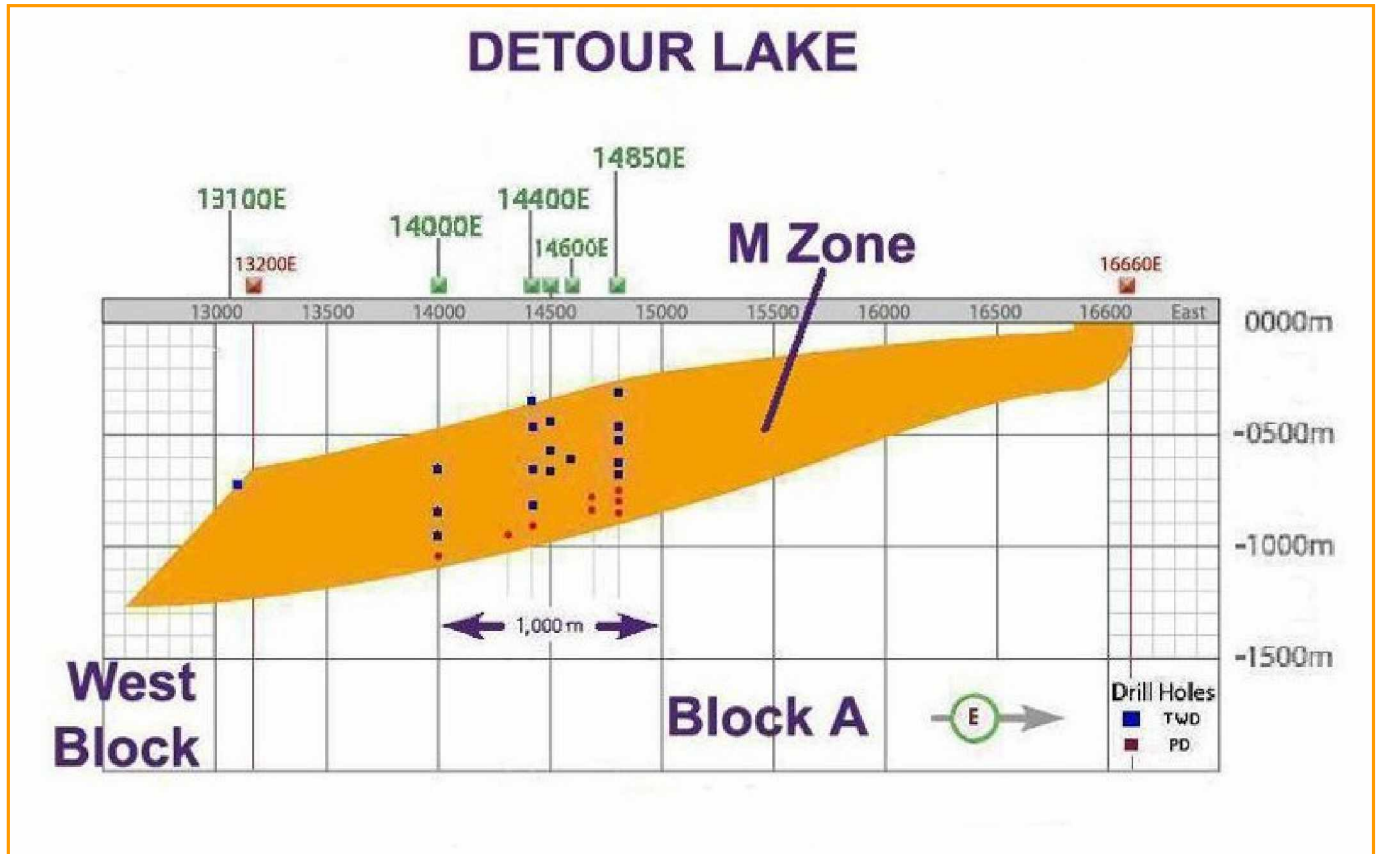 DETOUR LAKE
14850E
13100E
14400E
14000E
14600E
M Zone
13200E
16660E
13000 13500 14000 14500 15000 15500 16000 16500 16600 East
0000m
-0500m
-1000m
1,000 m
-1500m
West
Block
Block A
E
Drill Holes
TWD
PD